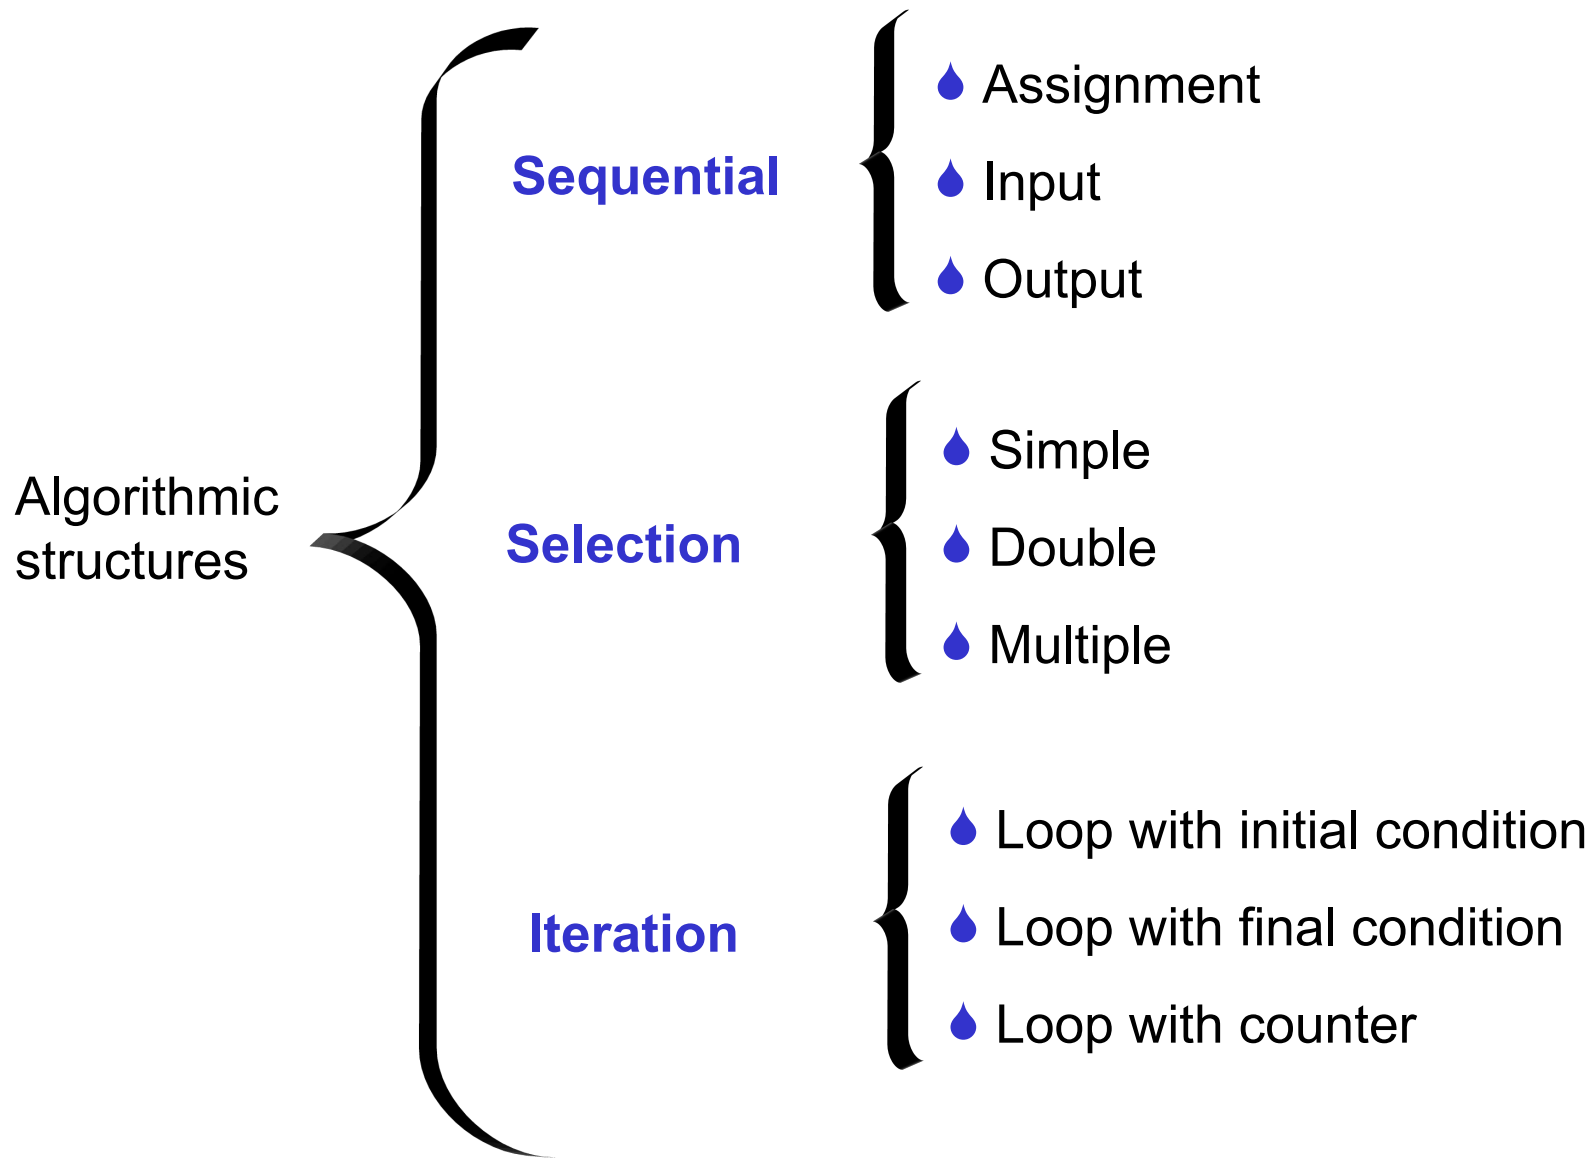 Algorithmic
structures
Sequential
Assignment
Input
Output
Selection
Simple
Double
Multiple
Iteration
Loop with initial condition
Loop with final condition
Loop with counter